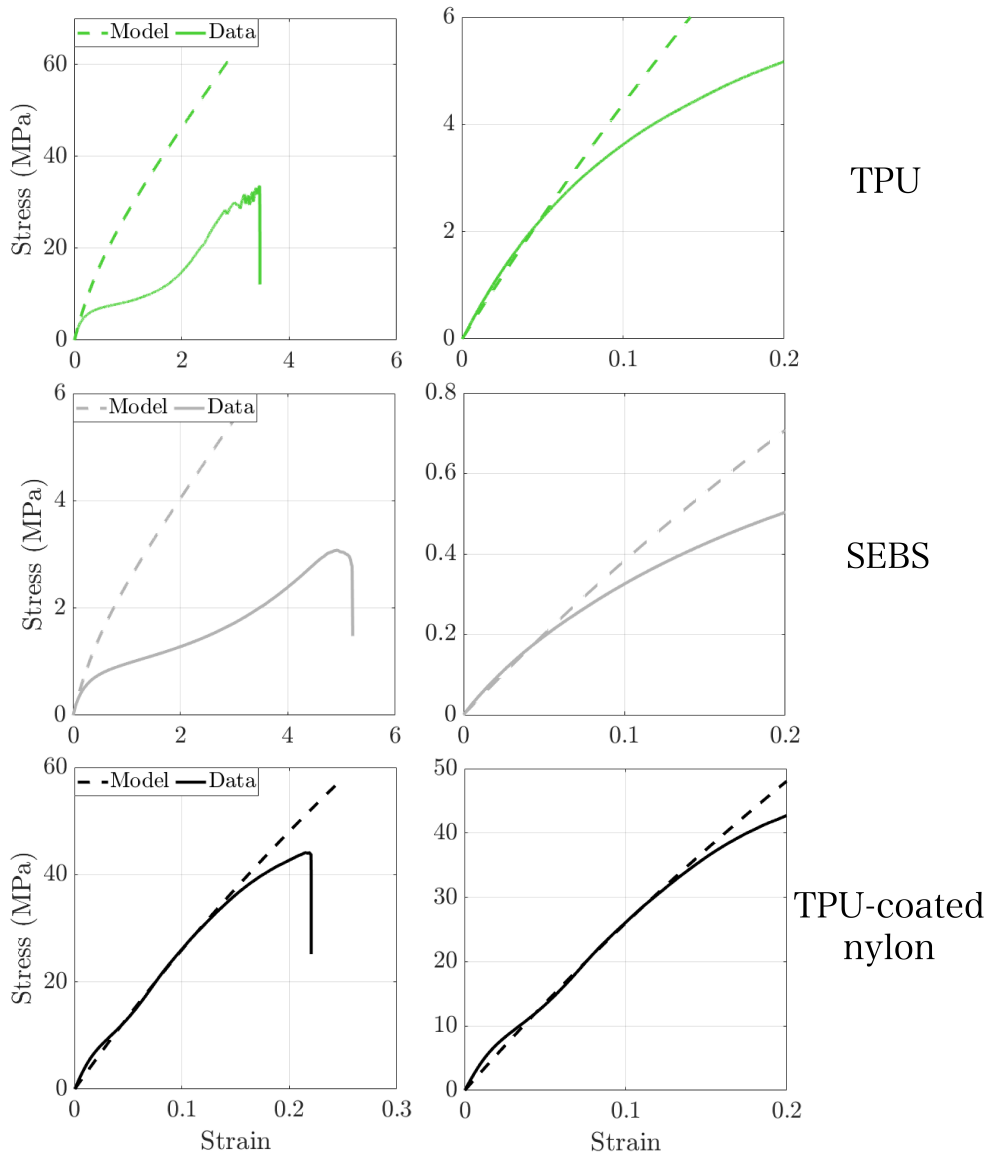 Model Data
Stress (MPa)
60
40
20
0
0 2 4 6
6
4
2
0
0 0.1 0.2
TPU
Model Data
Stress (MPa)
6
4
2
0
0 2 4 6
0.8
0.6
0.4
0.2
0
0 0.1 0.2
SEBS
Model Data
Stress (MPa)
60
40
20
0
0 0.1 0.2 0.3
Strain
50
40
30
20
10
0
0 0.1 0.2
Strain
TPU-coated
nylon